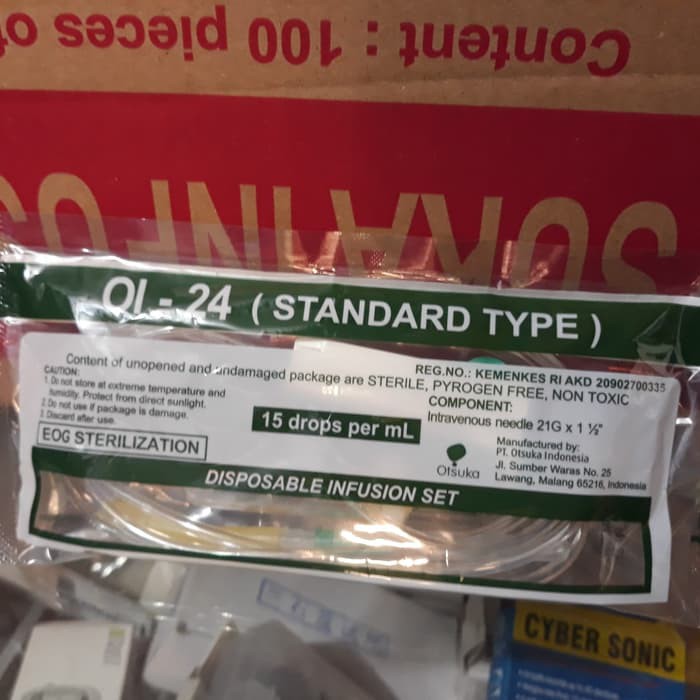 Content : 100 pieces of
OI - 24 ( STANDARD TYPE )
REG.NO.: KEMENKES RI AKD 20902700335
Content of unopened and undamaged package are STERILE, PYROGEN FREE, NON TOXIC
CAUTION:
1. Do not store at extreme temperature and
humidity. Protect from direct sunlight.
2. Do not use if package is damage.
3. Discard after use.
EOG STERILIZATION
15 drops per mL
COMPONENT:
Intravenous needle 21G x 1 ½"
Otsuka
Manufactured by:
PT. Otsuka Indonesia
Jl. Sumber Waras No. 25
Lawang, Malang 65216, Indonesia
DISPOSABLE INFUSION SET
CYBER SONIC